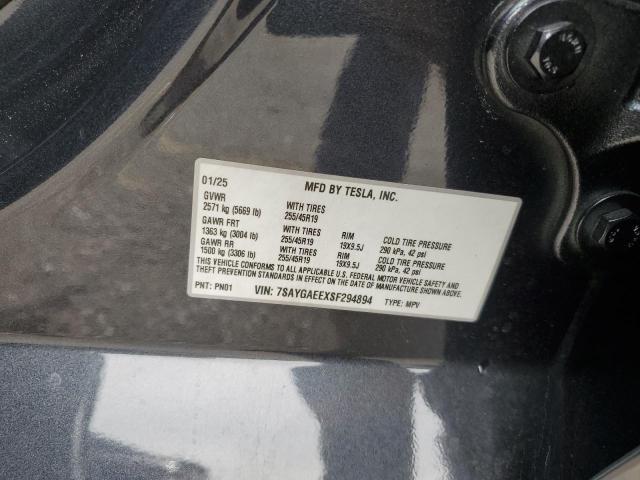 01/25 MFD BY TESLA, INC.
GVWR WITH TIRES
2571 kg (5669 lb) 255/45R19
GAWR FRT WITH TIRES RIM COLD TIRE PRESSURE
1363 kg (3004 lb) 255/45R19 19X9.5J 290 kPa, 42 psi
GAWR RR WITH TIRES RIM COLD TIRE PRESSURE
1500 kg (3306 lb) 255/45R19 19X9.5J 290 kPa, 42 psi
THIS VEHICLE CONFORMS TO ALL APPLICABLE U.S. FEDERAL MOTOR VEHICLE SAFETY AND
THEFT PREVENTION STANDARDS IN EFFECT ON THE DATE OF MANUFACTURE SHOWN ABOVE.
PNT: PN01 VIN: 7SAYGAEEXSF294894 TYPE: MPV